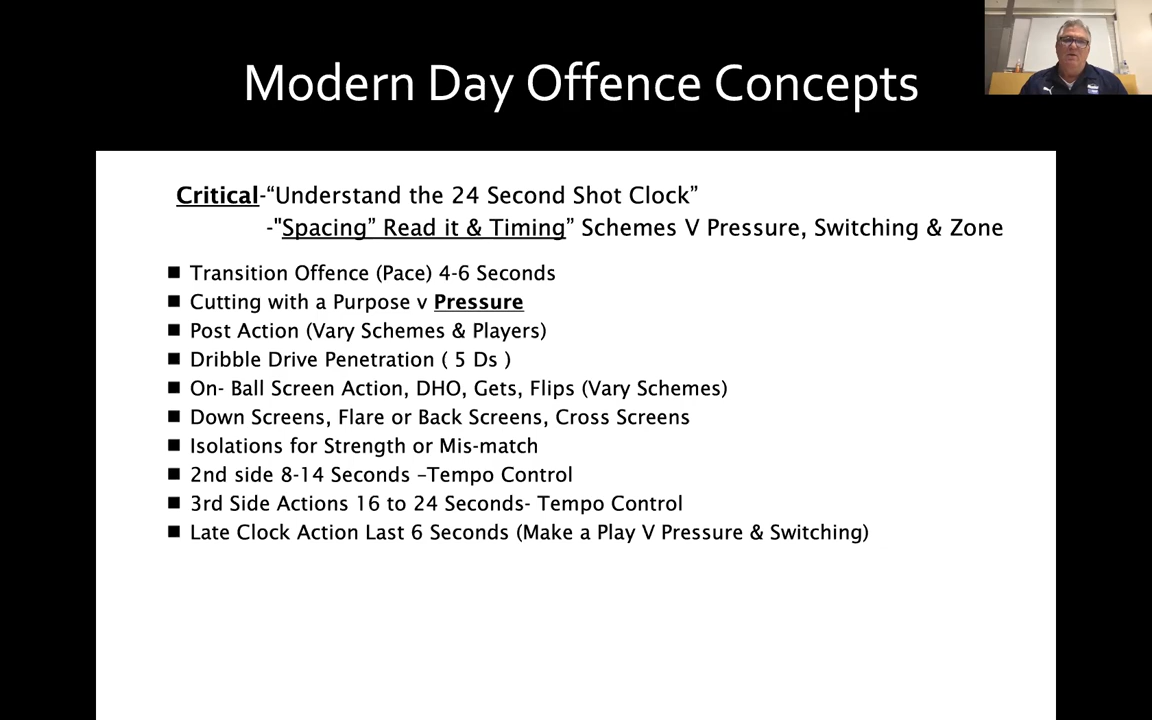 Modern Day Offence Concepts
Critical-“Understand the 24 Second Shot Clock”
-"Spacing” Read it & Timing” Schemes V Pressure, Switching & Zone
■ Transition Offence (Pace) 4-6 Seconds
■ Cutting with a Purpose v Pressure
■ Post Action (Vary Schemes & Players)
■ Dribble Drive Penetration ( 5 Ds )
■ On- Ball Screen Action, DHO, Gets, Flips (Vary Schemes)
■ Down Screens, Flare or Back Screens, Cross Screens
■ Isolations for Strength or Mis-match
■ 2nd side 8-14 Seconds –Tempo Control
■ 3rd Side Actions 16 to 24 Seconds- Tempo Control
■ Late Clock Action Last 6 Seconds (Make a Play V Pressure & Switching)